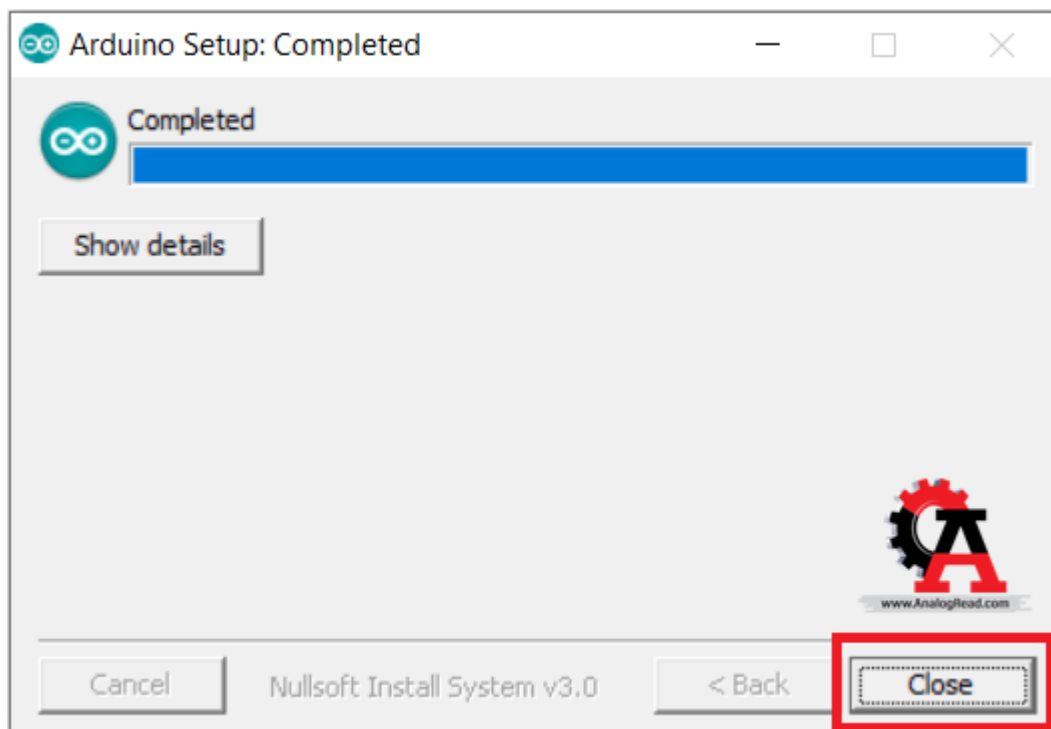 Arduino Setup: Completed
Completed
Show details
www.AnalogRead.com
Cancel
Nullsoft Install System v3.0
< Back
Close